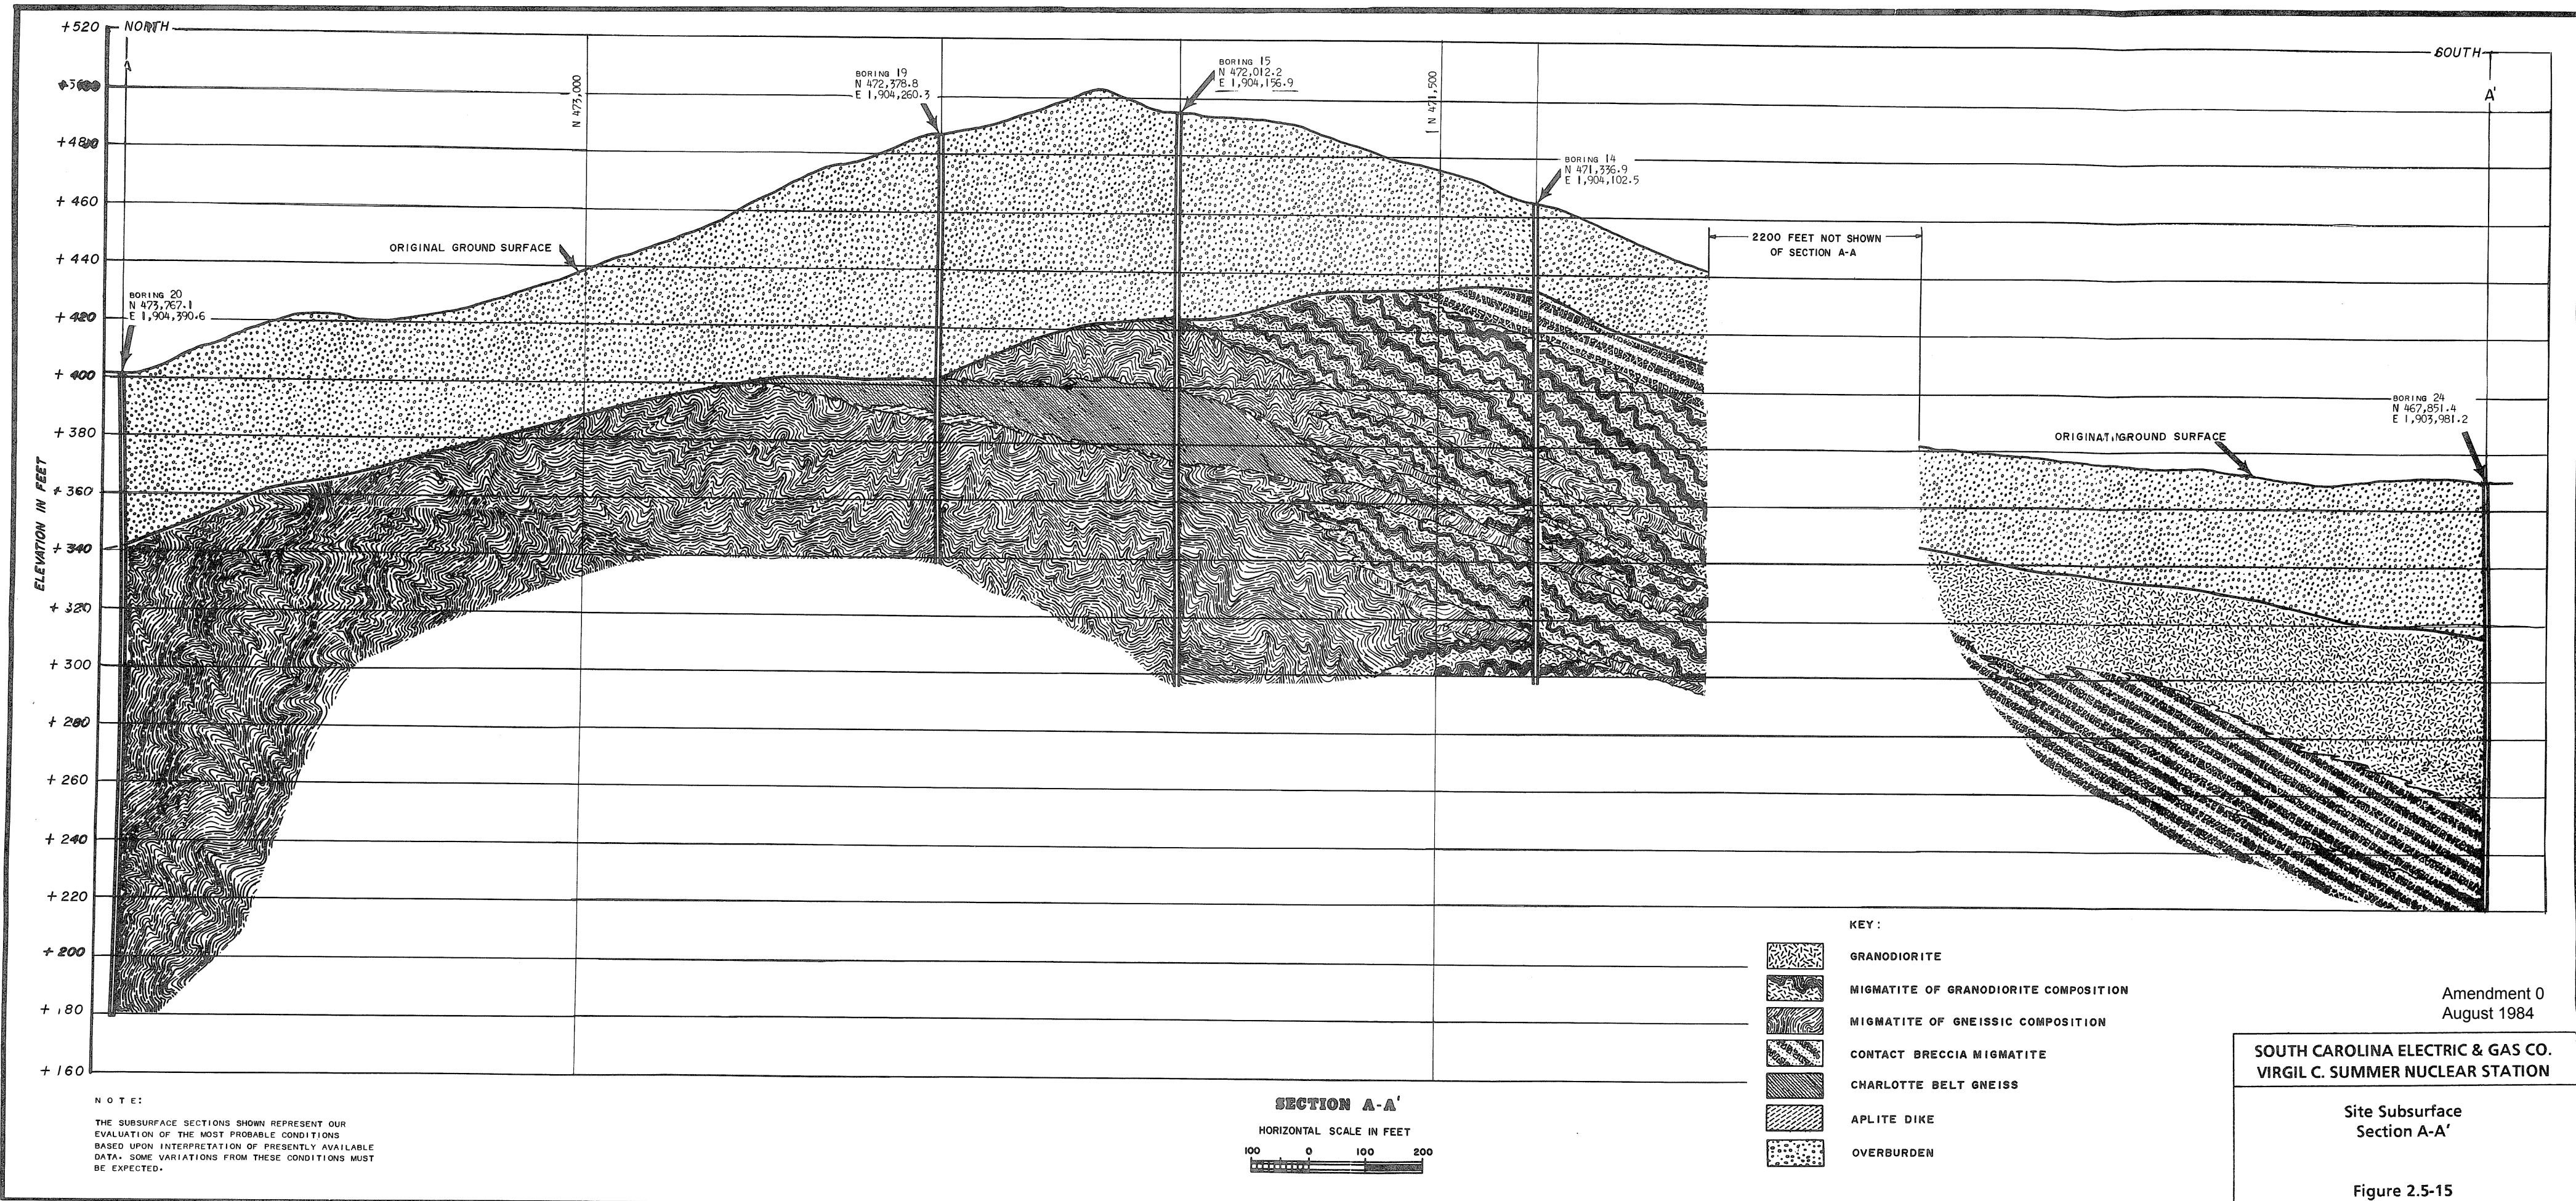 +520
NORTH
SOUTH
A
A'
+480
+ 460
+ 440
+ 420
+ 400
+ 380
+ 360
+ 340
+ 320
+ 300
+ 280
+ 260
+ 240
+ 220
+ 200
+ 180
+ 160
ELEVATION IN FEET
BORING 20
N 473,767.1
E 1,904,390.6
ORIGINAL GROUND SURFACE
N 473,000
BORING 19
N 472,378.8
E 1,904,260.3
BORING 15
N 472,012.2
E 1,904,156.9
N 471,500
BORING 14
N 471,336.9
E 1,904,102.5
2200 FEET NOT SHOWN
OF SECTION A-A
GROUND SURFACE
BORING 24
N 467,851.4
E 1,903,981.2
KEY:
GRANODIORITE
MIGMATITE OF GRANODIORITE COMPOSITION
MIGMATITE OF GNEISSIC COMPOSITION
CONTACT BRECCIA MIGMATITE
CHARLOTTE BELT GNEISS
APLITE DIKE
OVERBURDEN
NOTE:
THE SUBSURFACE SECTIONS SHOWN REPRESENT OUR
EVALUATION OF THE MOST PROBABLE CONDITIONS
BASED UPON INTERPRETATION OF PRESENTLY AVAILABLE
DATA. SOME VARIATIONS FROM THESE CONDITIONS MUST
BE EXPECTED.
SECTION A-A'
HORIZONTAL SCALE IN FEET
100 0 100 200
Amendment 0
August 1984
SOUTH CAROLINA ELECTRIC & GAS CO.
VIRGIL C. SUMMER NUCLEAR STATION
Site Subsurface
Section A-A'
Figure 2.5-15